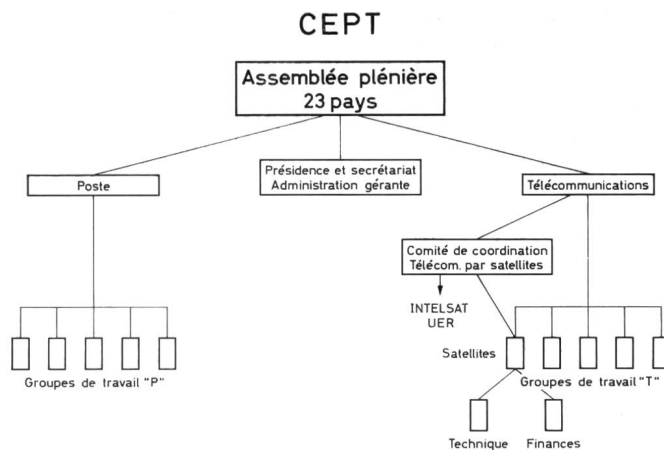 CEPT
Assemblée plénière
23 pays
Poste
Présidence et secrétariat
Administration gérante
Télécommunications
Comité de coordination
Télécom. par satellites
INTELSAT
UER
Satellites
Groupes de travail "P"
Groupes de travail "T"
Technique
Finances